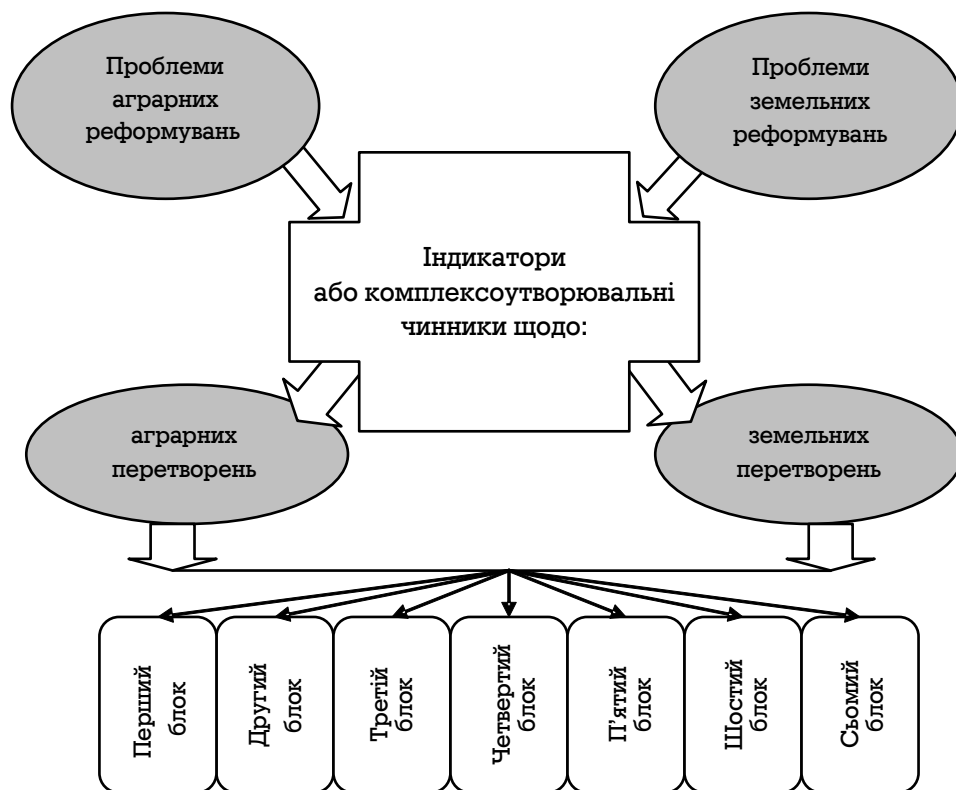 Проблеми
аграрних
реформувань
Проблеми
земельних
реформувань
Індикатори
або комплексоутворювальні
чинники щодо:
аграрних
перетворень
земельних
перетворень
Перший
блок
Другий
блок
Третій
блок
Четвертий
блок
П'ятий
блок
Шостий
блок
Сьомий
блок